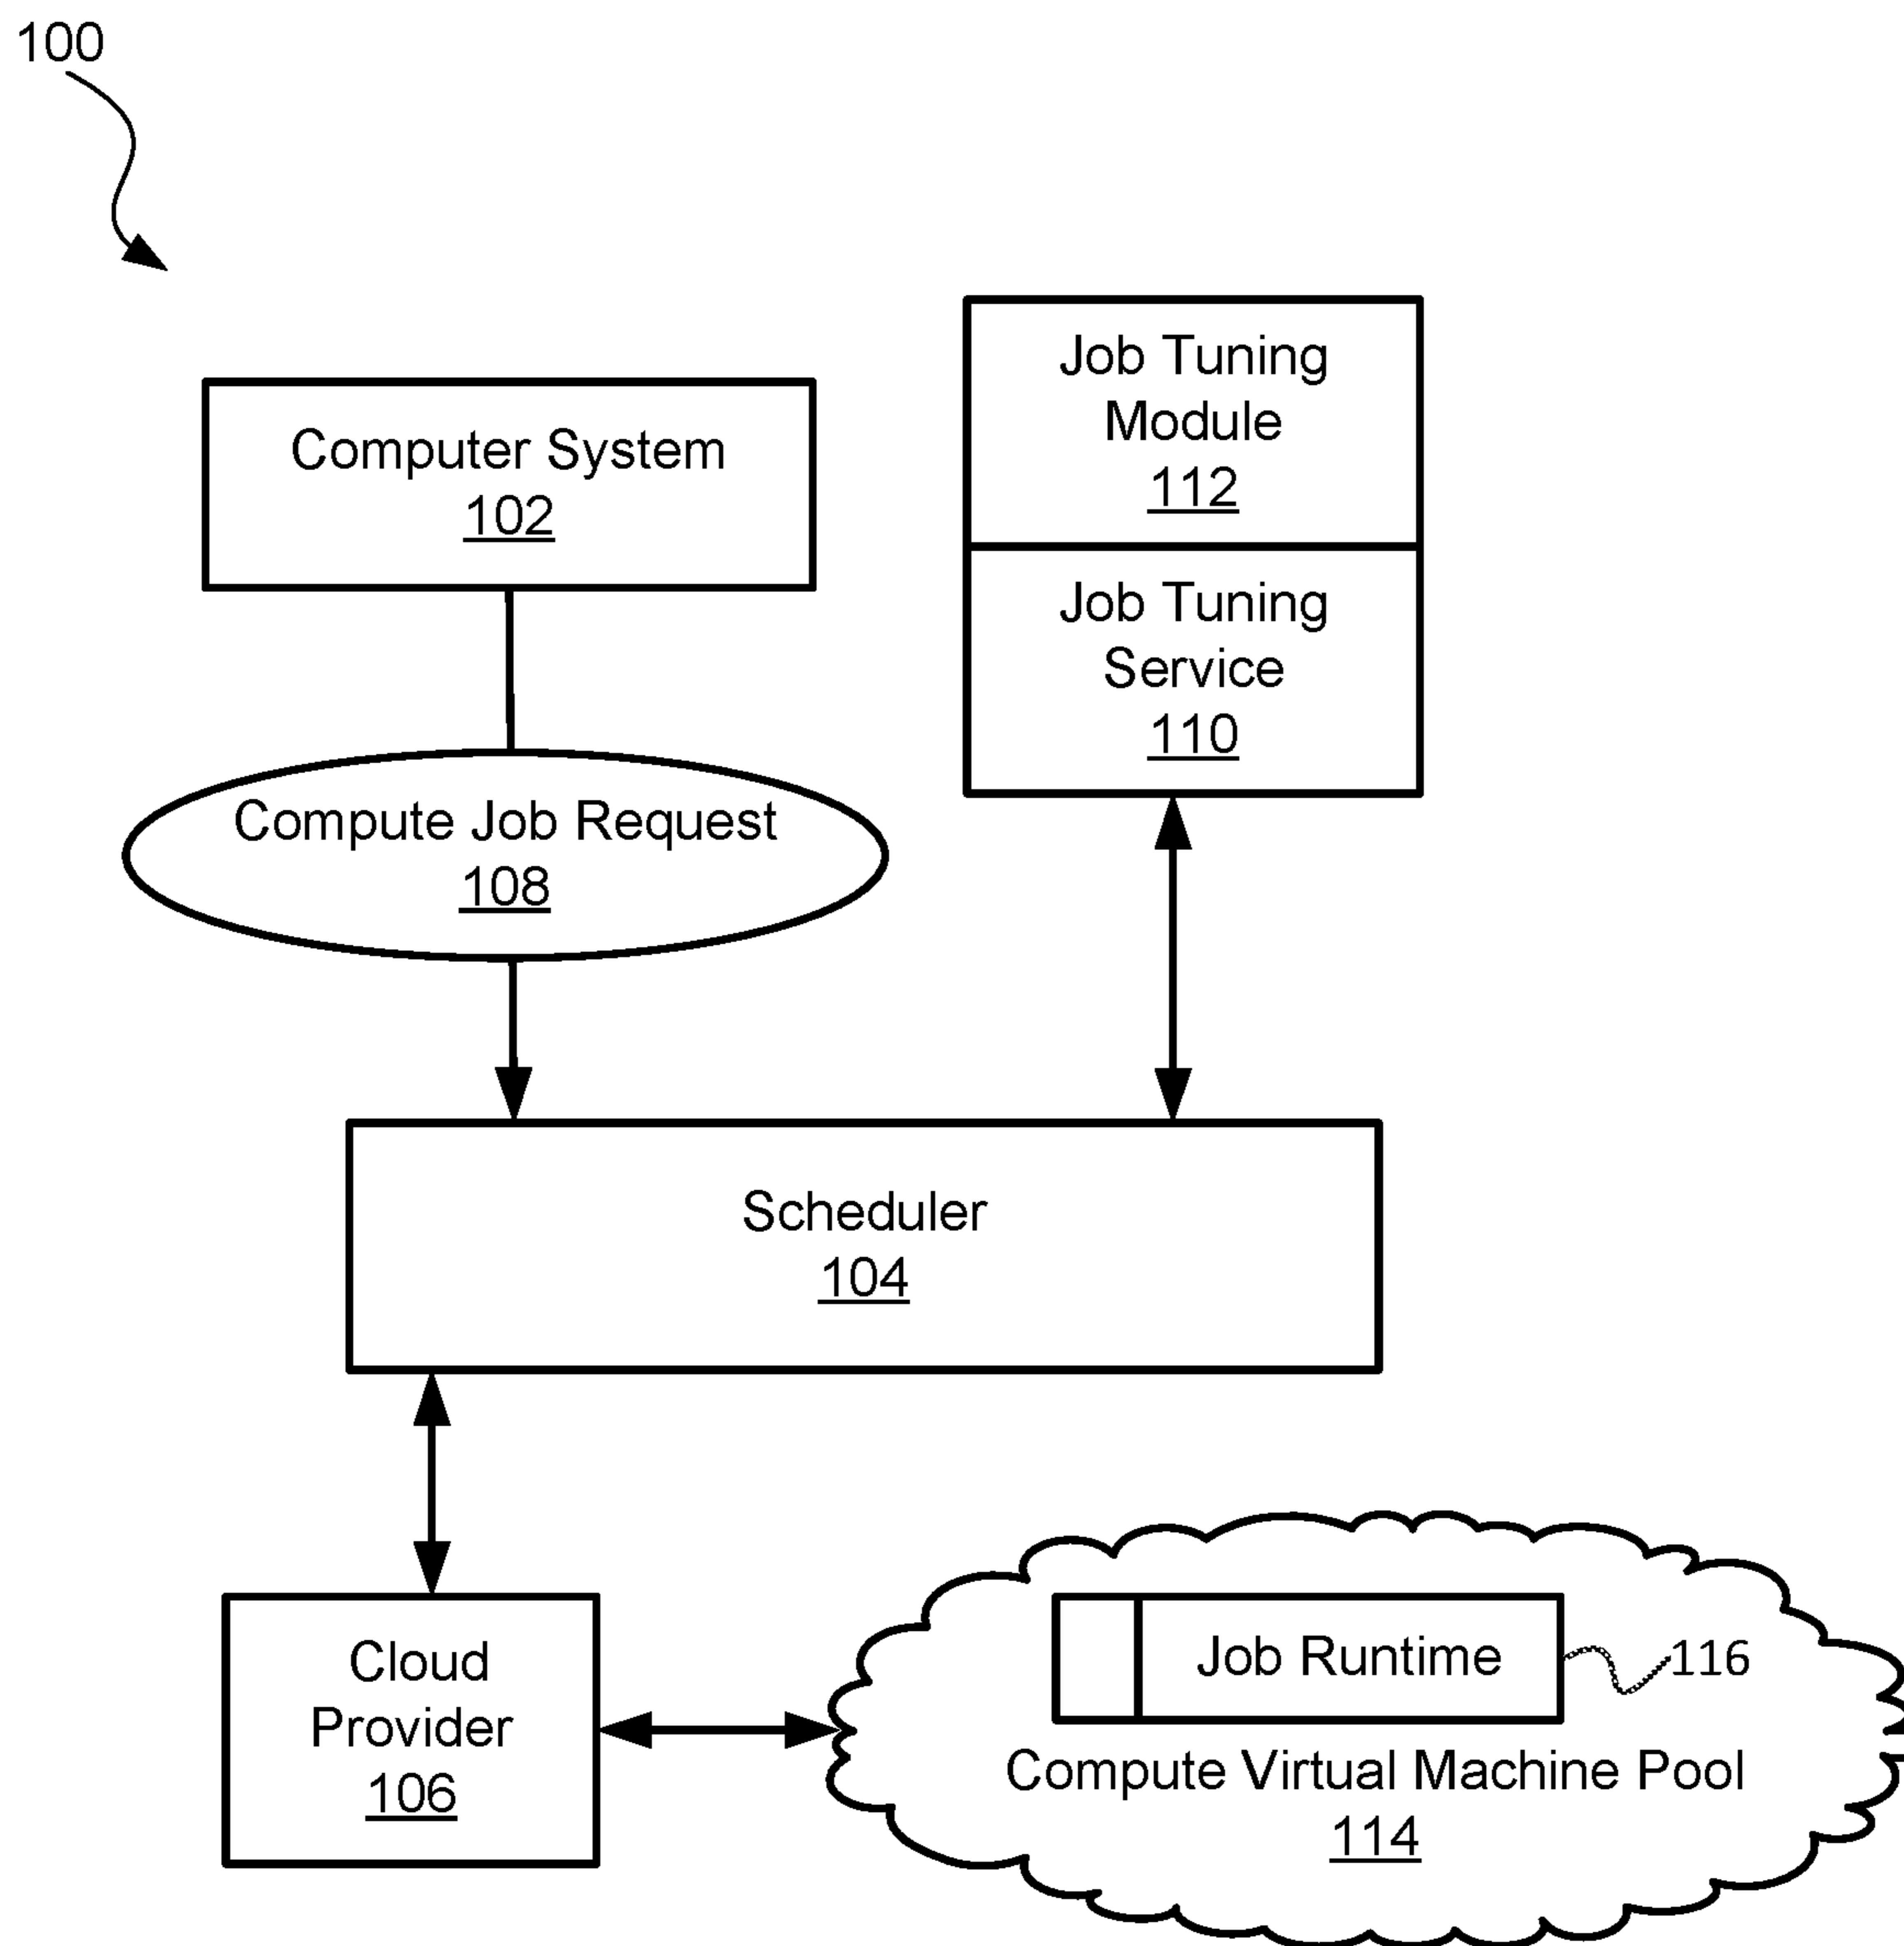 100
Computer System
102
Job Tuning
Module
112
Job Tuning
Service
110
Compute Job Request
108
Scheduler
104
Cloud
Provider
106
Job Runtime
116
Compute Virtual Machine Pool
114